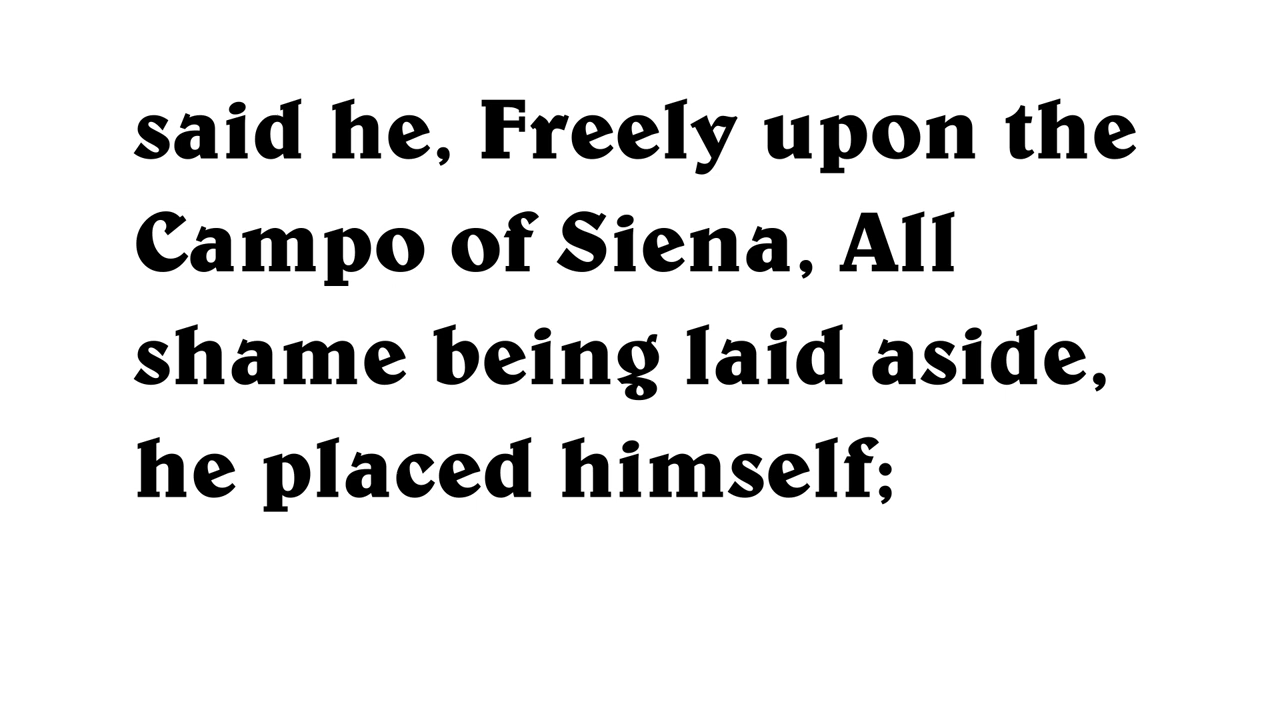 said he, Freely upon the
Campo of Siena, All
shame being laid aside,
he placed himself;